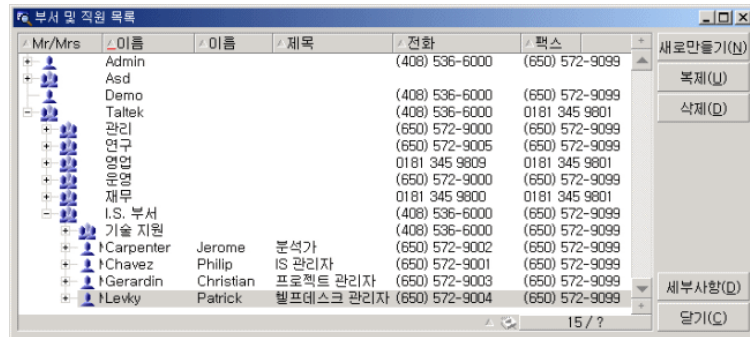 부서 및 직원 목록
Mr/Mrs 이름 이름 제목 전화 팩스
Admin (408) 536-6000 (650) 572-9099
Asd
Demo (408) 536-6000 (650) 572-9099
Taltek (408) 536-6000 0181 345 9801
관리 (650) 572-9000 (650) 572-9099
연구 (650) 572-9005 (650) 572-9099
영업 0181 345 9809 0181 345 9801
운영 (650) 572-9000 (650) 572-9099
재무 0181 345 9800 0181 345 9801
I.S. 부서 (408) 536-6000 (650) 572-9099
기술 지원 (408) 536-6000 (650) 572-9099
Carpenter Jerome 분석가 (650) 572-9002 (650) 572-9099
Chavez Philip IS 관리자 (650) 572-9001 (650) 572-9099
Gerardin Christian 프로젝트 관리자 (650) 572-9003 (650) 572-9099
Levky Patrick 헬프데스크 관리자 (650) 572-9004 (650) 572-9099
15 / ?
새로만들기(N)
복제(U)
삭제(D)
세부사항(D)
닫기(C)